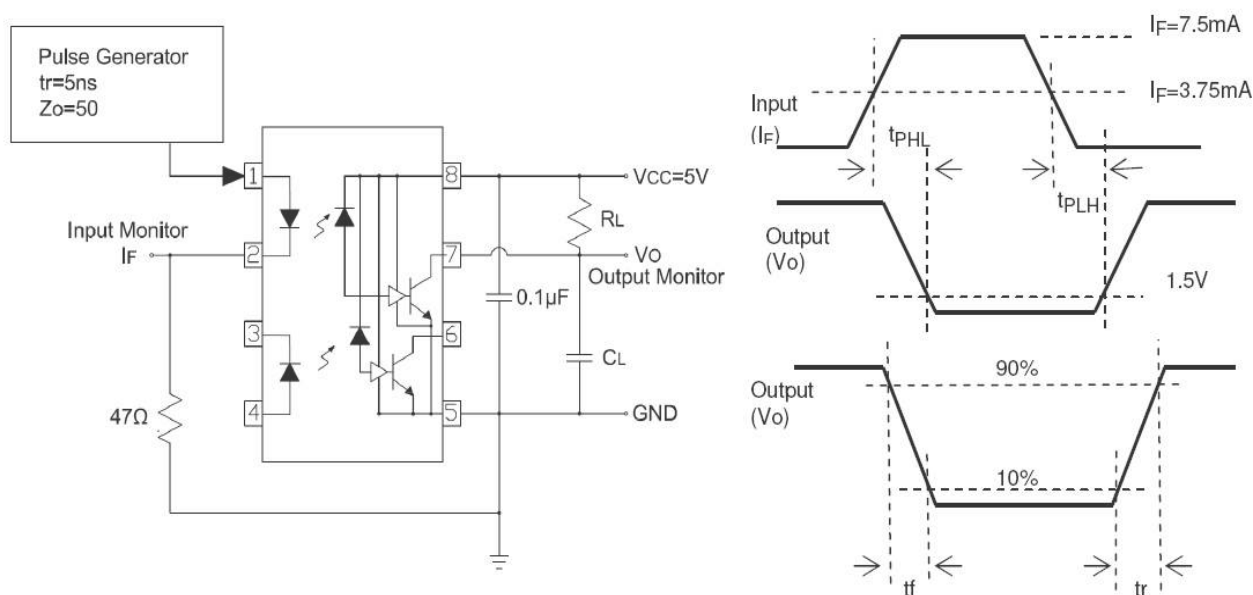 Pulse Generator
tr=5ns
Zo=50
1
2
3
4
8
7
6
5
Input Monitor
IF
47Ω
VCC=5V
RL
VO
Output Monitor
0.1µF
CL
GND
IF=7.5mA
IF=3.75mA
Input
(IF)
tPHL
tPLH
Output
(Vo)
1.5V
Output
(Vo)
90%
10%
tf
tr